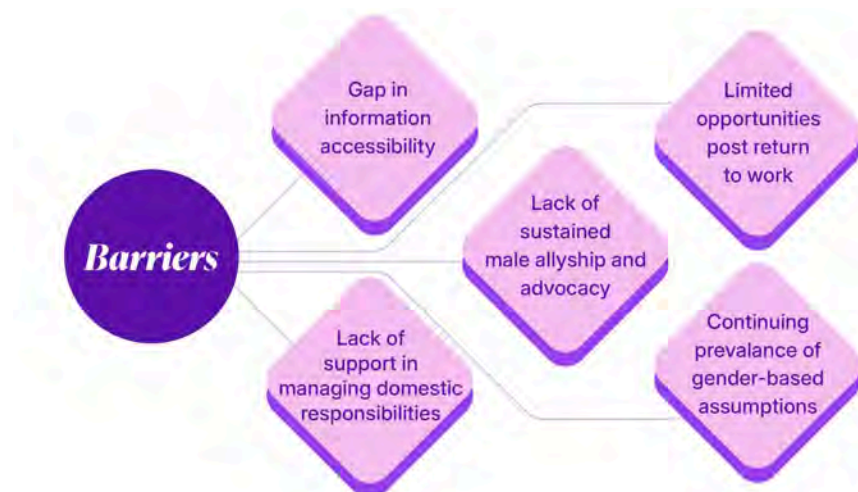 Barriers
Gap in
information
accessibility
Limited
opportunities
post return
to work
Lack of
sustained
male allyship and
advocacy
Lack of
support in
managing domestic
responsibilities
Continuing
prevalance of
gender-based
assumptions